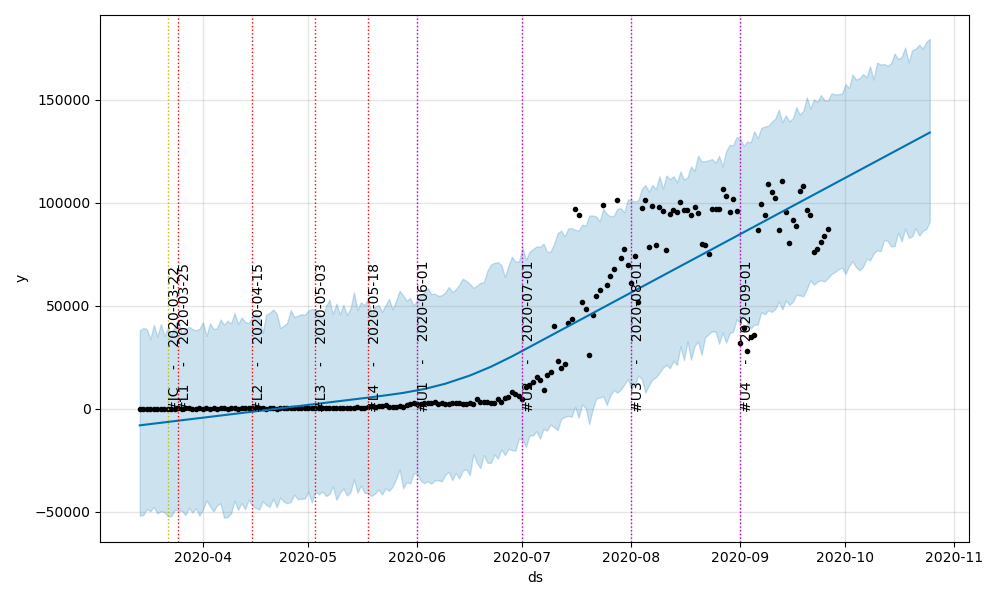 150000
100000
50000
0
−50000
y
#JC - 2020-03-22
#L1 - 2020-03-25
#L2 - 2020-04-15
#L3 - 2020-05-03
#L4 - 2020-05-18
#U1 - 2020-06-01
#U2 - 2020-07-01
#U3 - 2020-08-01
#U4 - 2020-09-01
2020-04 2020-05 2020-06 2020-07 2020-08 2020-09 2020-10 2020-11
ds